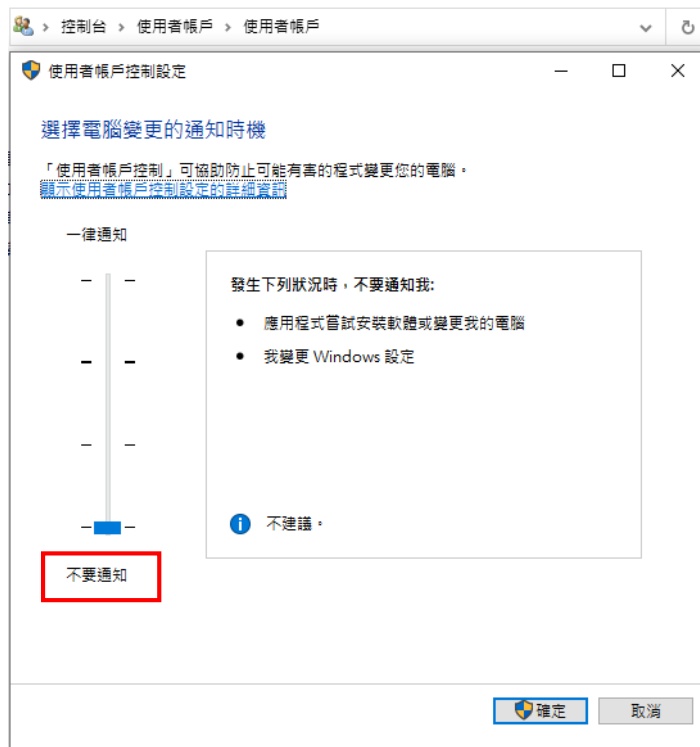 控制台 › 使用者帳戶 › 使用者帳戶
使用者帳戶控制設定
選擇電腦變更的通知時機
「使用者帳戶控制」可協助防止可能有害的程式變更您的電腦。
顯示使用者帳戶控制設定的詳細資訊
一律通知
發生下列狀況時，不要通知我:
• 應用程式嘗試安裝軟體或變更我的電腦
• 我變更 Windows 設定
不建議。
不要通知
確定
取消